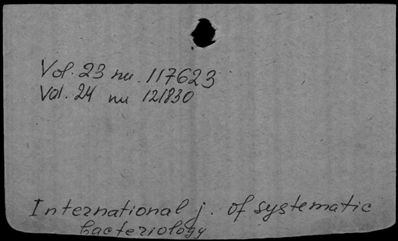 Vol. 23 nu. 117623
Vol. 24 nu 121830
International j. of systematic
bacteriology